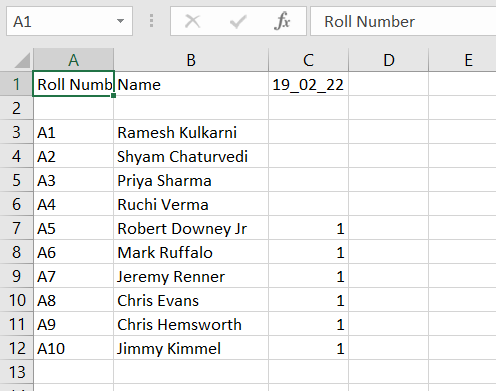 A1 fx Roll Number
A B C D E
1 Roll Numb Name 19_02_22
2
3 A1 Ramesh Kulkarni
4 A2 Shyam Chaturvedi
5 A3 Priya Sharma
6 A4 Ruchi Verma
7 A5 Robert Downey Jr 1
8 A6 Mark Ruffalo 1
9 A7 Jeremy Renner 1
10 A8 Chris Evans 1
11 A9 Chris Hemsworth 1
12 A10 Jimmy Kimmel 1
13